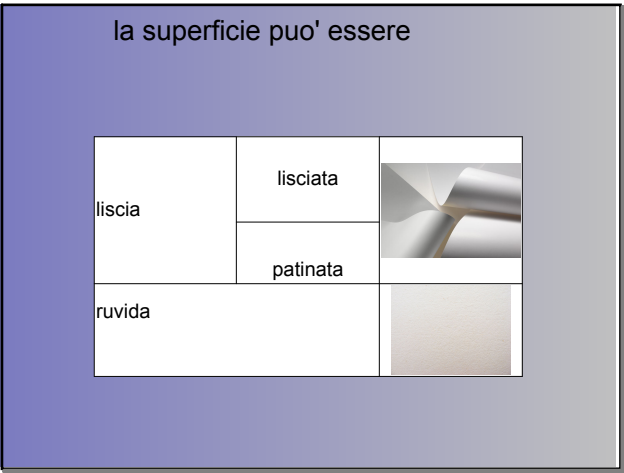 la superficie puo' essere
liscia
lisciata
patinata
ruvida